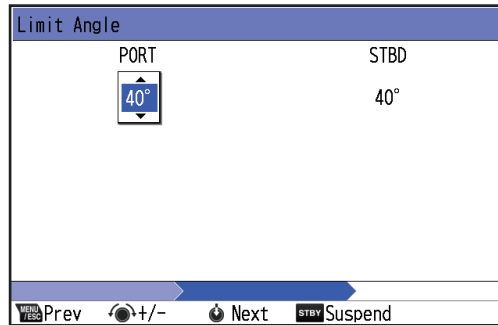 Limit Angle
PORT STBD
40° 40°
MENU/ESC Prev +/- Next STBY Suspend